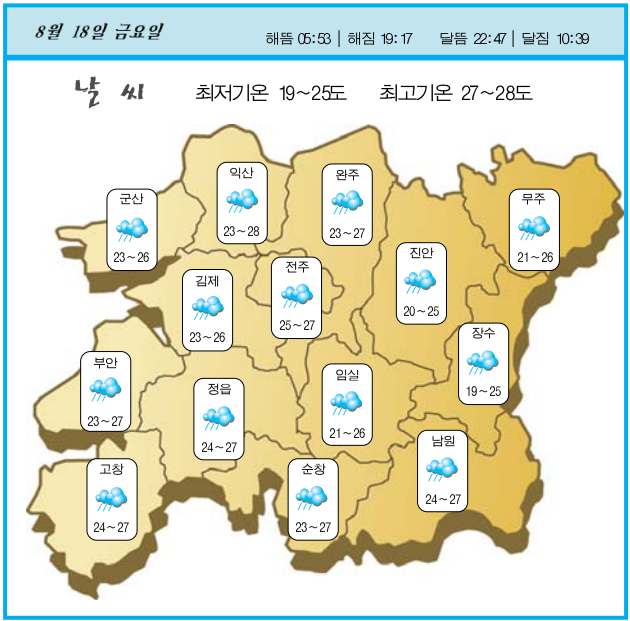 8월 18일 금요일
해뜸 05:53 | 해짐 19:17 달뜸 22:47 | 달짐 10:39
날 씨 최저기온 19~25도 최고기온 27~28도
익산
23~28
완주
23~27
군산
23~26
무주
21~26
진안
20~25
전주
25~27
김제
23~26
장수
19~25
부안
23~27
임실
21~26
정읍
24~27
남원
24~27
고창
24~27
순창
23~27